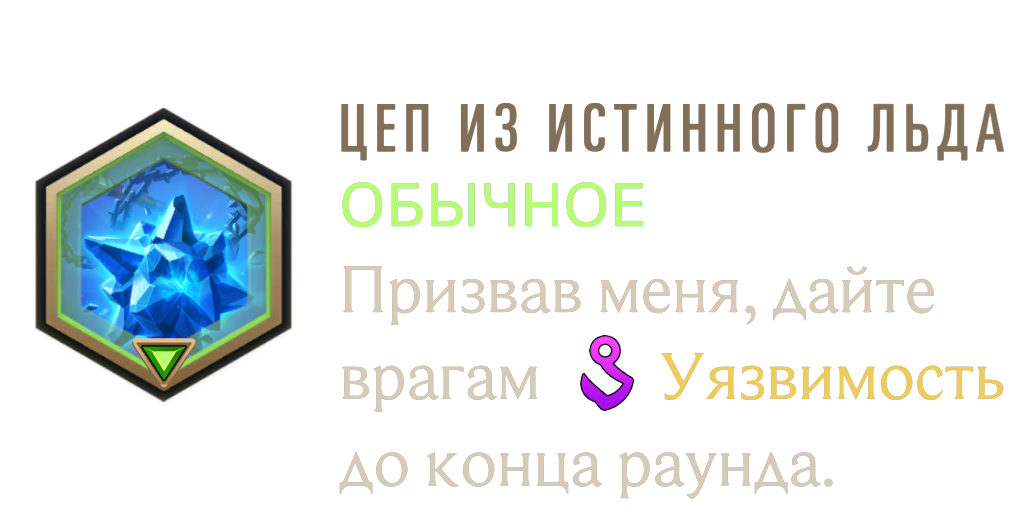 ЦЕП ИЗ ИСТИННОГО ЛЬДА
ОБЫЧНОЕ
Призвав меня, дайте
врагам Уязвимость
до конца раунда.